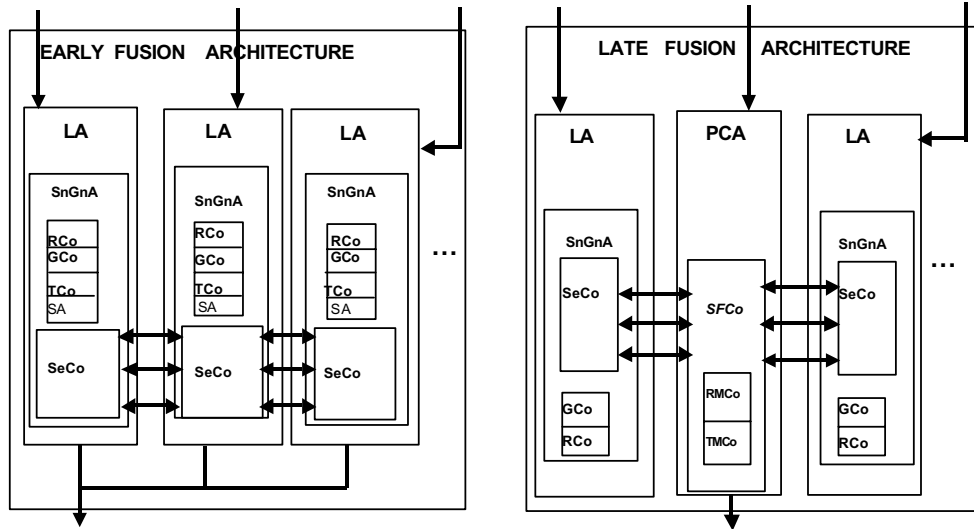 EARLY FUSION ARCHITECTURE
LA
SnGnA
RCo
GCo
TCo
SA
SeCo
LA
SnGnA
RCo
GCo
TCo
SA
SeCo
LA
SnGnA
RCo
GCo
TCo
SA
SeCo
...
LATE FUSION ARCHITECTURE
LA
SnGnA
SeCo
GCo
RCo
PCA
SFCo
RMCo
TMCo
LA
SnGnA
SeCo
GCo
RCo
...